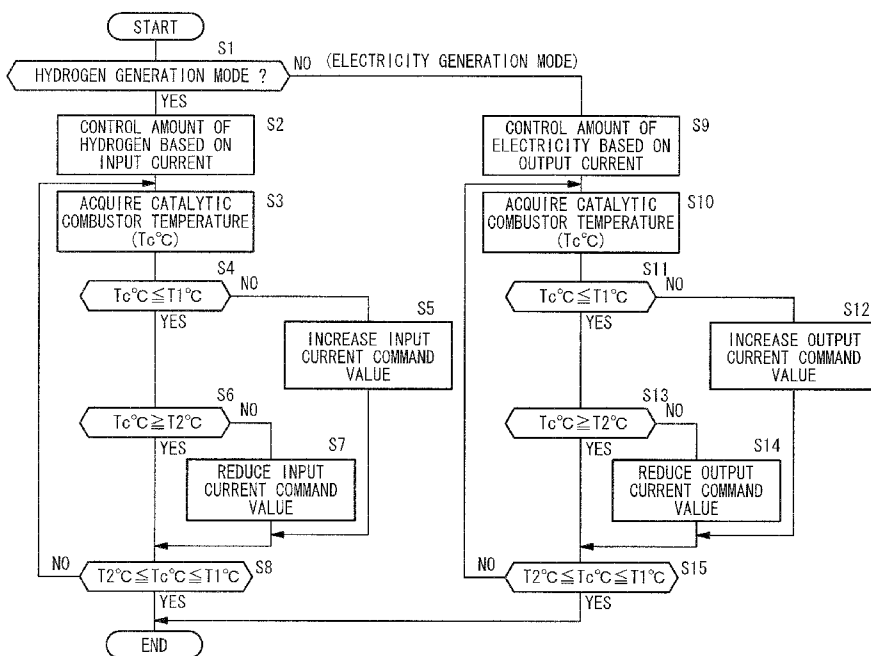 START
S1
HYDROGEN GENERATION MODE ?
NO (ELECTRICITY GENERATION MODE)
YES
CONTROL AMOUNT OF
HYDROGEN BASED ON
INPUT CURRENT
S2
ACQUIRE CATALYTIC
COMBUSTOR TEMPERATURE
(Tc℃)
S3
S4
Tc℃≦T1℃
NO
YES
S5
INCREASE INPUT
CURRENT COMMAND
VALUE
S6
Tc℃≧T2℃
NO
YES
S7
REDUCE INPUT
CURRENT COMMAND
VALUE
NO
T2℃≦Tc℃≦T1℃
S8
YES
END
CONTROL AMOUNT OF
ELECTRICITY BASED ON
OUTPUT CURRENT
S9
ACQUIRE CATALYTIC
COMBUSTOR TEMPERATURE
(Tc℃)
S10
S11
Tc℃≦T1℃
NO
YES
S12
INCREASE OUTPUT
CURRENT COMMAND
VALUE
S13
Tc℃≧T2℃
NO
YES
S14
REDUCE OUTPUT
CURRENT COMMAND
VALUE
NO
T2℃≦Tc℃≦T1℃
S15
YES